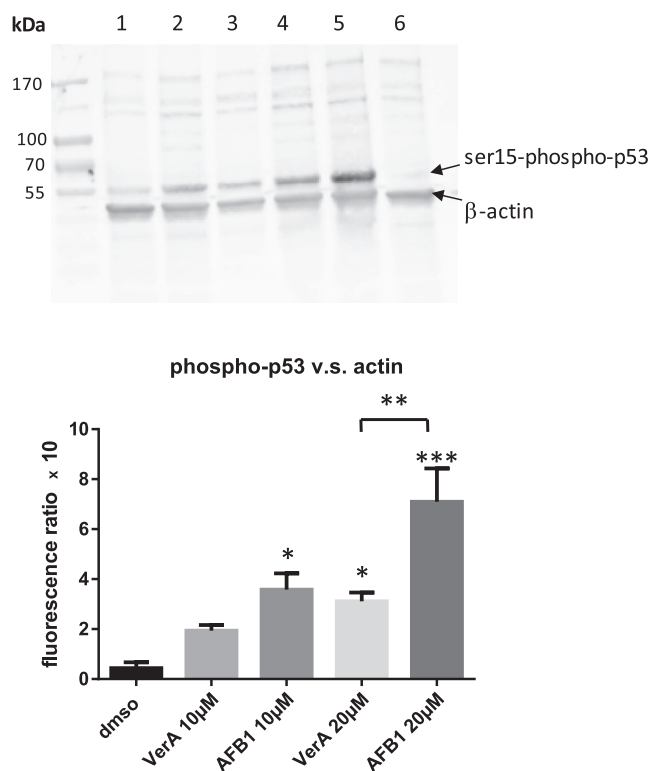 kDa 1 2 3 4 5 6
170
100
70
55
ser15-phospho-p53
β-actin
phospho-p53 v.s. actin
**
***
*
*
fluorescence ratio x 10
10
8
6
4
2
0
dmso
VerA 10µM
AFB1 10µM
VerA 20µM
AFB1 20µM